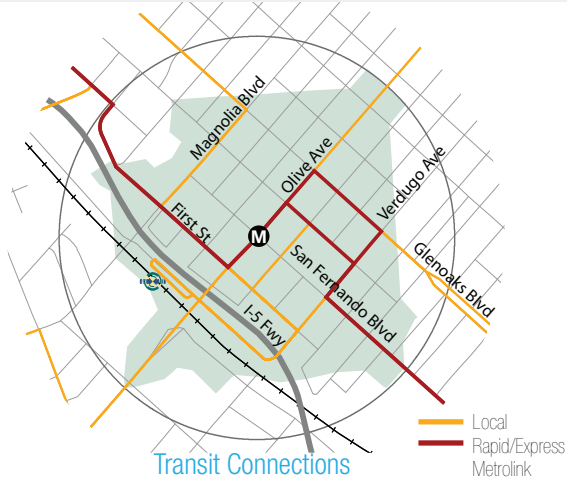 Magnolia Blvd
Olive Ave
Verdugo Ave
First St
M
San Fernando Blvd
Glenoaks Blvd
I-5 Fwy
Local
Rapid/Express
Metrolink
Transit Connections